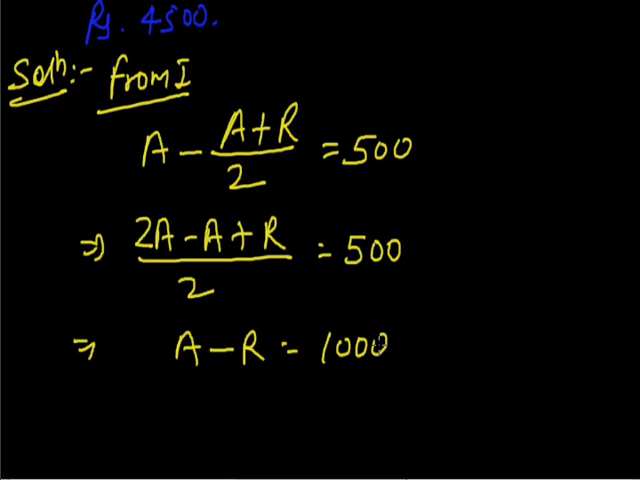 Rs. 4500.
Soln:- from I
A - (A+R)/2 = 500
⇒ (2A-A+R)/2 = 500
⇒ A-R = 1000